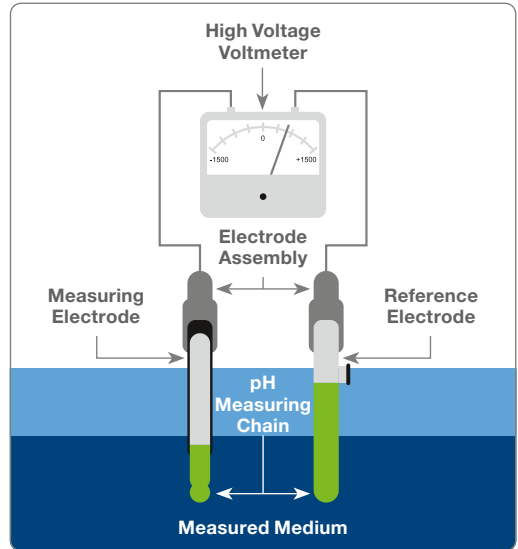 High Voltage
Voltmeter
0
-1500
+1500
Electrode
Assembly
Measuring
Electrode
Reference
Electrode
pH
Measuring
Chain
Measured Medium